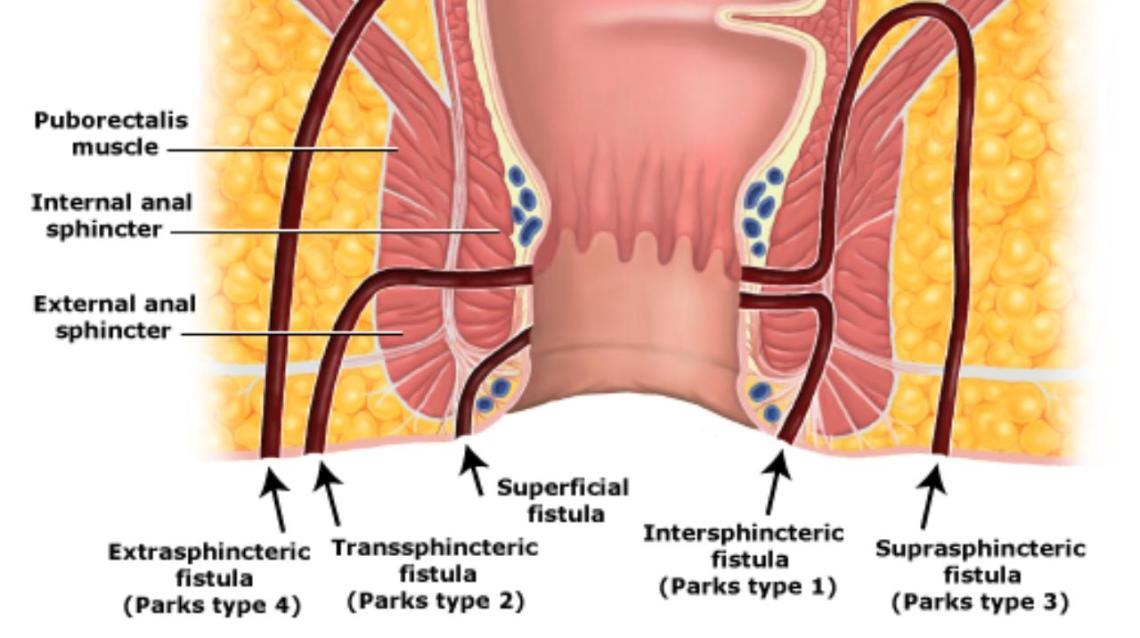 Puborectalis
muscle
Internal anal
sphincter
External anal
sphincter
Superficial
fistula
Extrasphincteric
fistula
(Parks type 4)
Transsphincteric
fistula
(Parks type 2)
Intersphincteric
fistula
(Parks type 1)
Suprasphincteric
fistula
(Parks type 3)